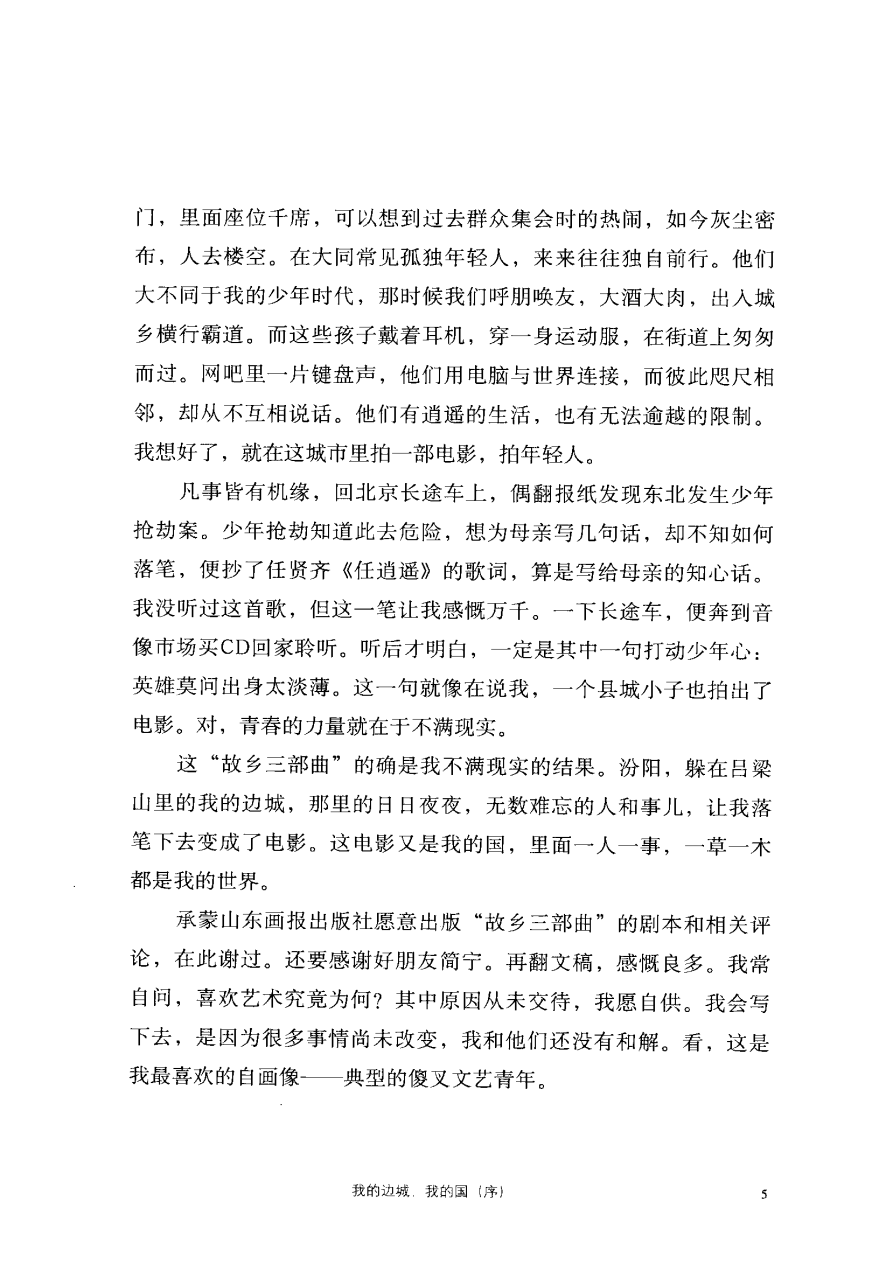 门，里面座位千席，可以想到过去群众集会时的热闹，如今灰尘密
布，人去楼空。在大同常见孤独年轻人，来来往往独自前行。他们
大不同于我的少年时代，那时候我们呼朋唤友，大酒大肉，出入城
乡横行霸道。而这些孩子戴着耳机，穿一身运动服，在街道上匆匆
而过。网吧里一片键盘声，他们用电脑与世界连接，而彼此咫尺相
邻，却从不互相说话。他们有逍遥的生活，也有无法逾越的限制。
我想好了，就在这城市里拍一部电影，拍年轻人。
凡事皆有机缘，回北京长途车上，偶翻报纸发现东北发生少年
抢劫案。少年抢劫知道此去危险，想为母亲写几句话，却不知如何
落笔，便抄了任贤齐《任逍遥》的歌词，算是写给母亲的知心话。
我没听过这首歌，但这一笔让我感慨万千。一下长途车，便奔到音
像市场买CD回家聆听。听后才明白，一定是其中一句打动少年心：
英雄莫问出身太淡薄。这一句就像在说我，一个县城小子也拍出了
电影。对，青春的力量就在于不满现实。
这“故乡三部曲”的确是我不满现实的结果。汾阳，躲在吕梁
山里的我的边城，那里的日日夜夜，无数难忘的人和事儿，让我落
笔下去变成了电影。这电影又是我的国，里面一人一事，一草一木
都是我的世界。
承蒙山东画报出版社愿意出版“故乡三部曲”的剧本和相关评
论，在此谢过。还要感谢好朋友简宁。再翻文稿，感慨良多。我常
自问，喜欢艺术究竟为何？其中原因从未交待，我愿自供。我会写
下去，是因为很多事情尚未改变，我和他们还没有和解。看，这是
我最喜欢的自画像——典型的傻叉文艺青年。
我的边城，我的国（序） 5